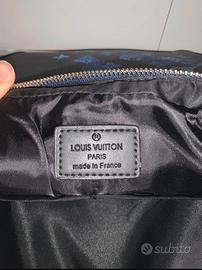 LOUIS VUITTON
PARIS
made in France
subito